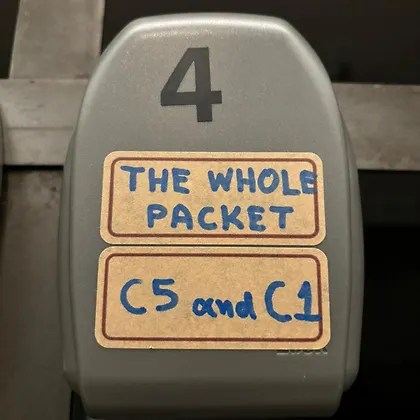 4
THE WHOLE
PACKET
C5 and C1